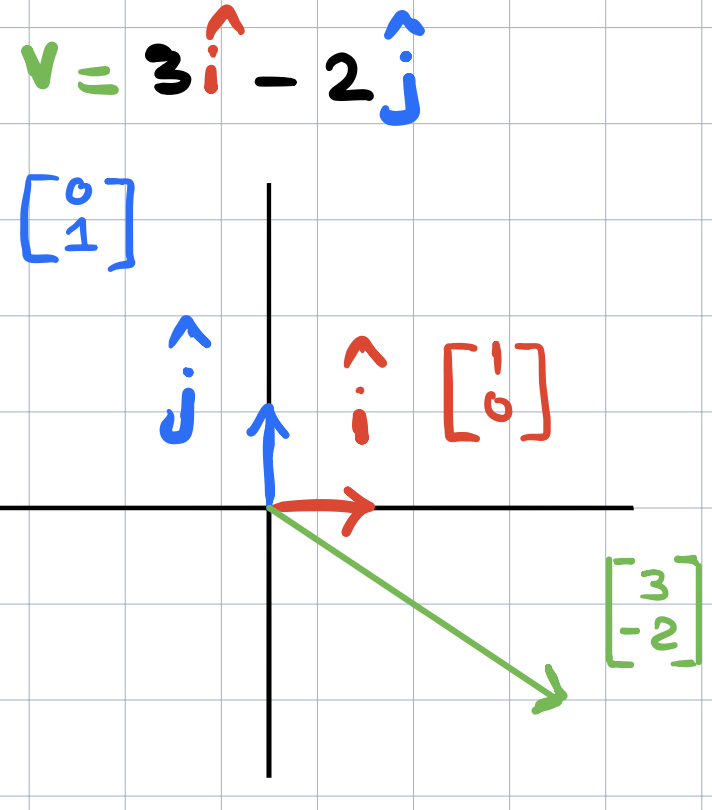 v = 3î - 2ĵ
[0
1]
ĵ
î
[1
0]
[3
-2]